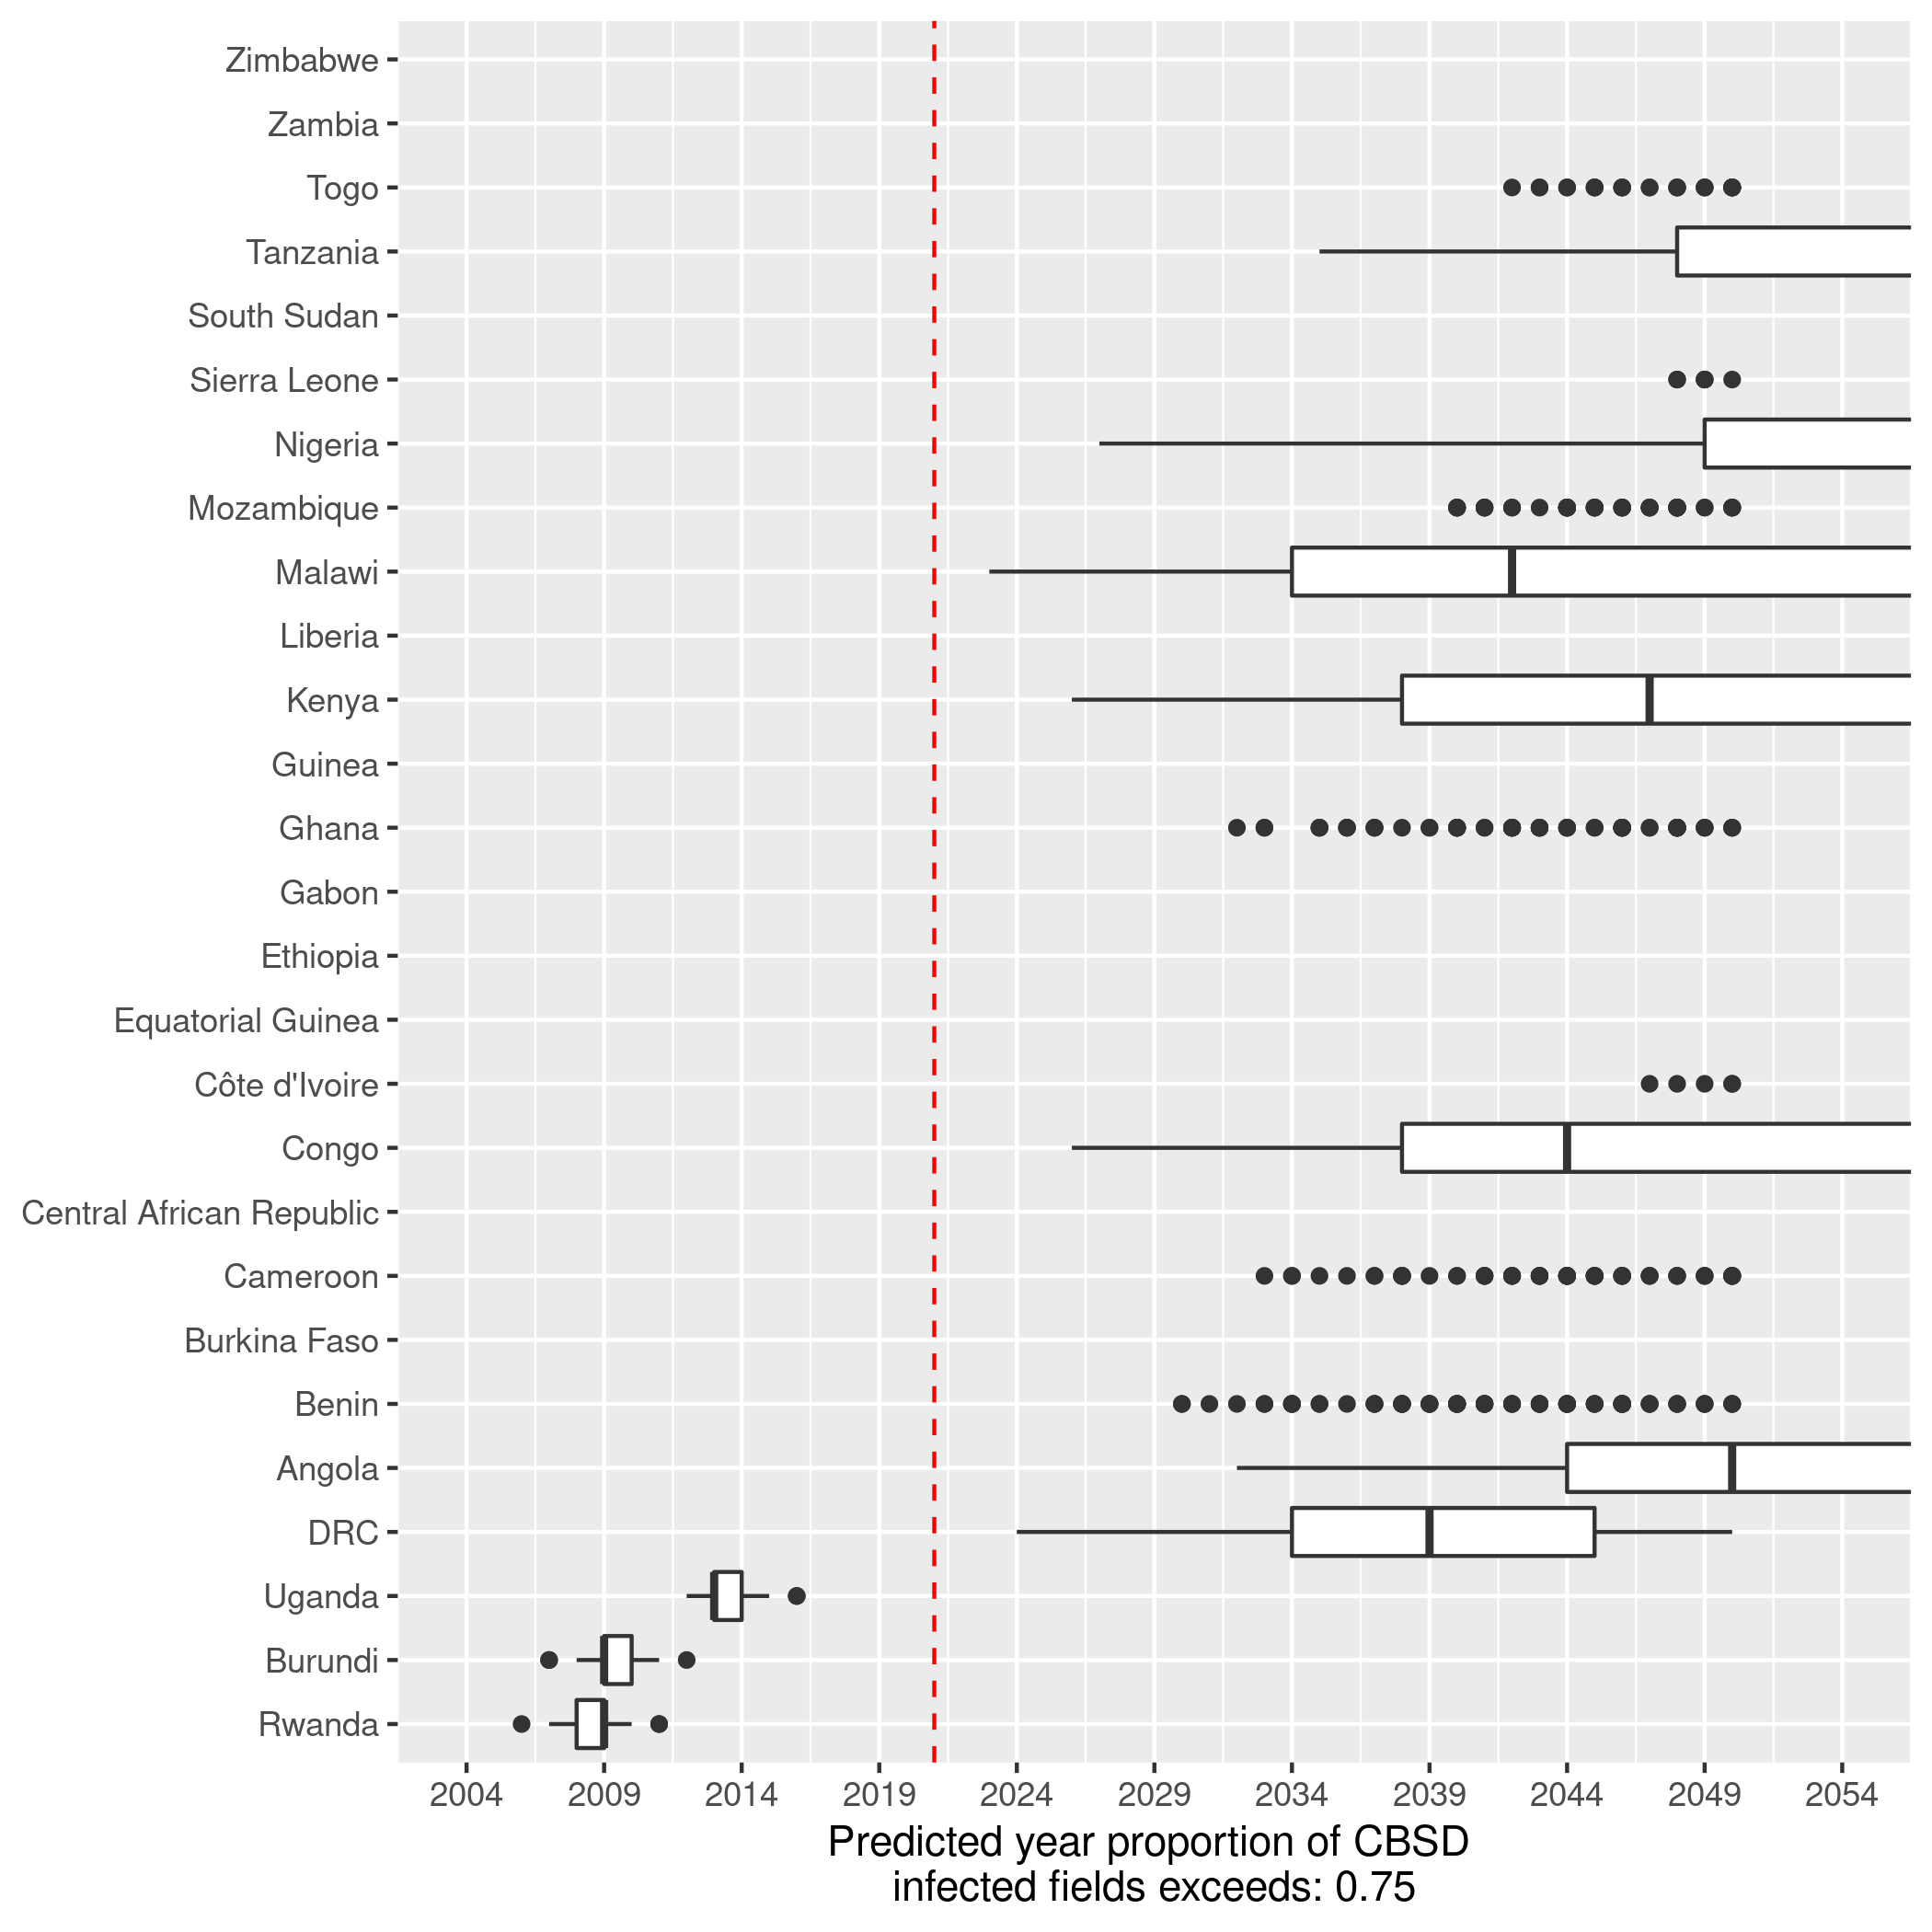 Zimbabwe
Zambia
Togo
Tanzania
South Sudan
Sierra Leone
Nigeria
Mozambique
Malawi
Liberia
Kenya
Guinea
Ghana
Gabon
Ethiopia
Equatorial Guinea
Côte d'Ivoire
Congo
Central African Republic
Cameroon
Burkina Faso
Benin
Angola
DRC
Uganda
Burundi
Rwanda
2004 2009 2014 2019 2024 2029 2034 2039 2044 2049 2054
Predicted year proportion of CBSD
infected fields exceeds: 0.75